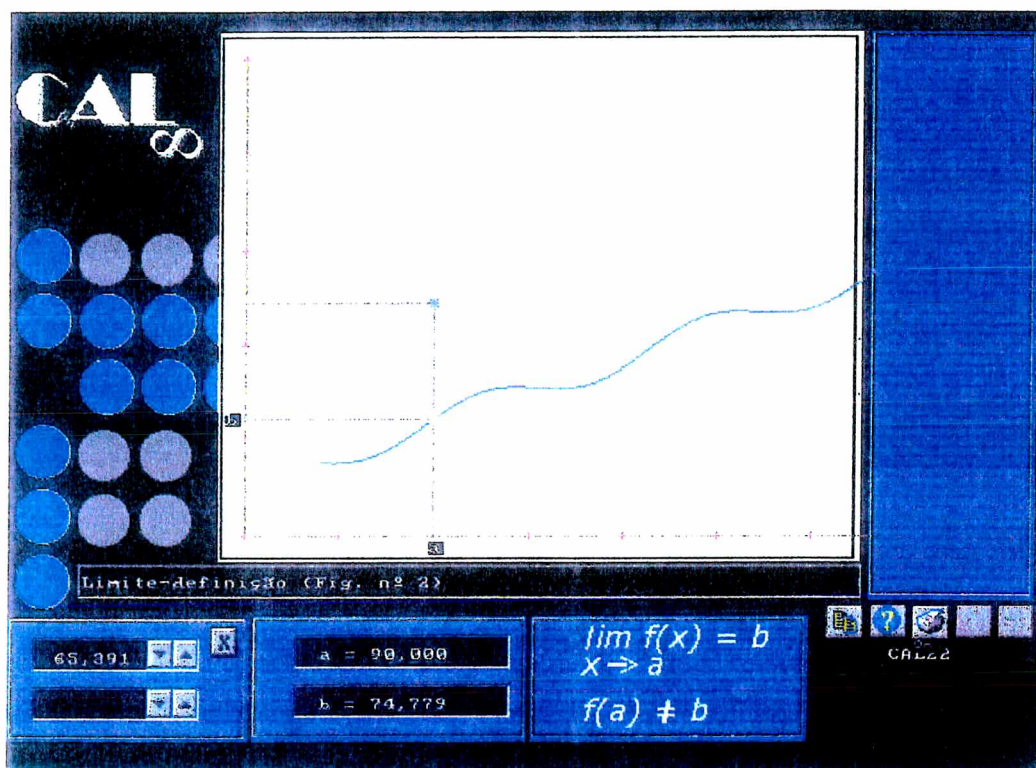 CAL
∞
b
a
Limite-definição (Fig. nº 2)
65,391
X
a = 90,000
b = 74,779
lim f(x) = b
x → a
f(a) ≠ b
?
CAL22